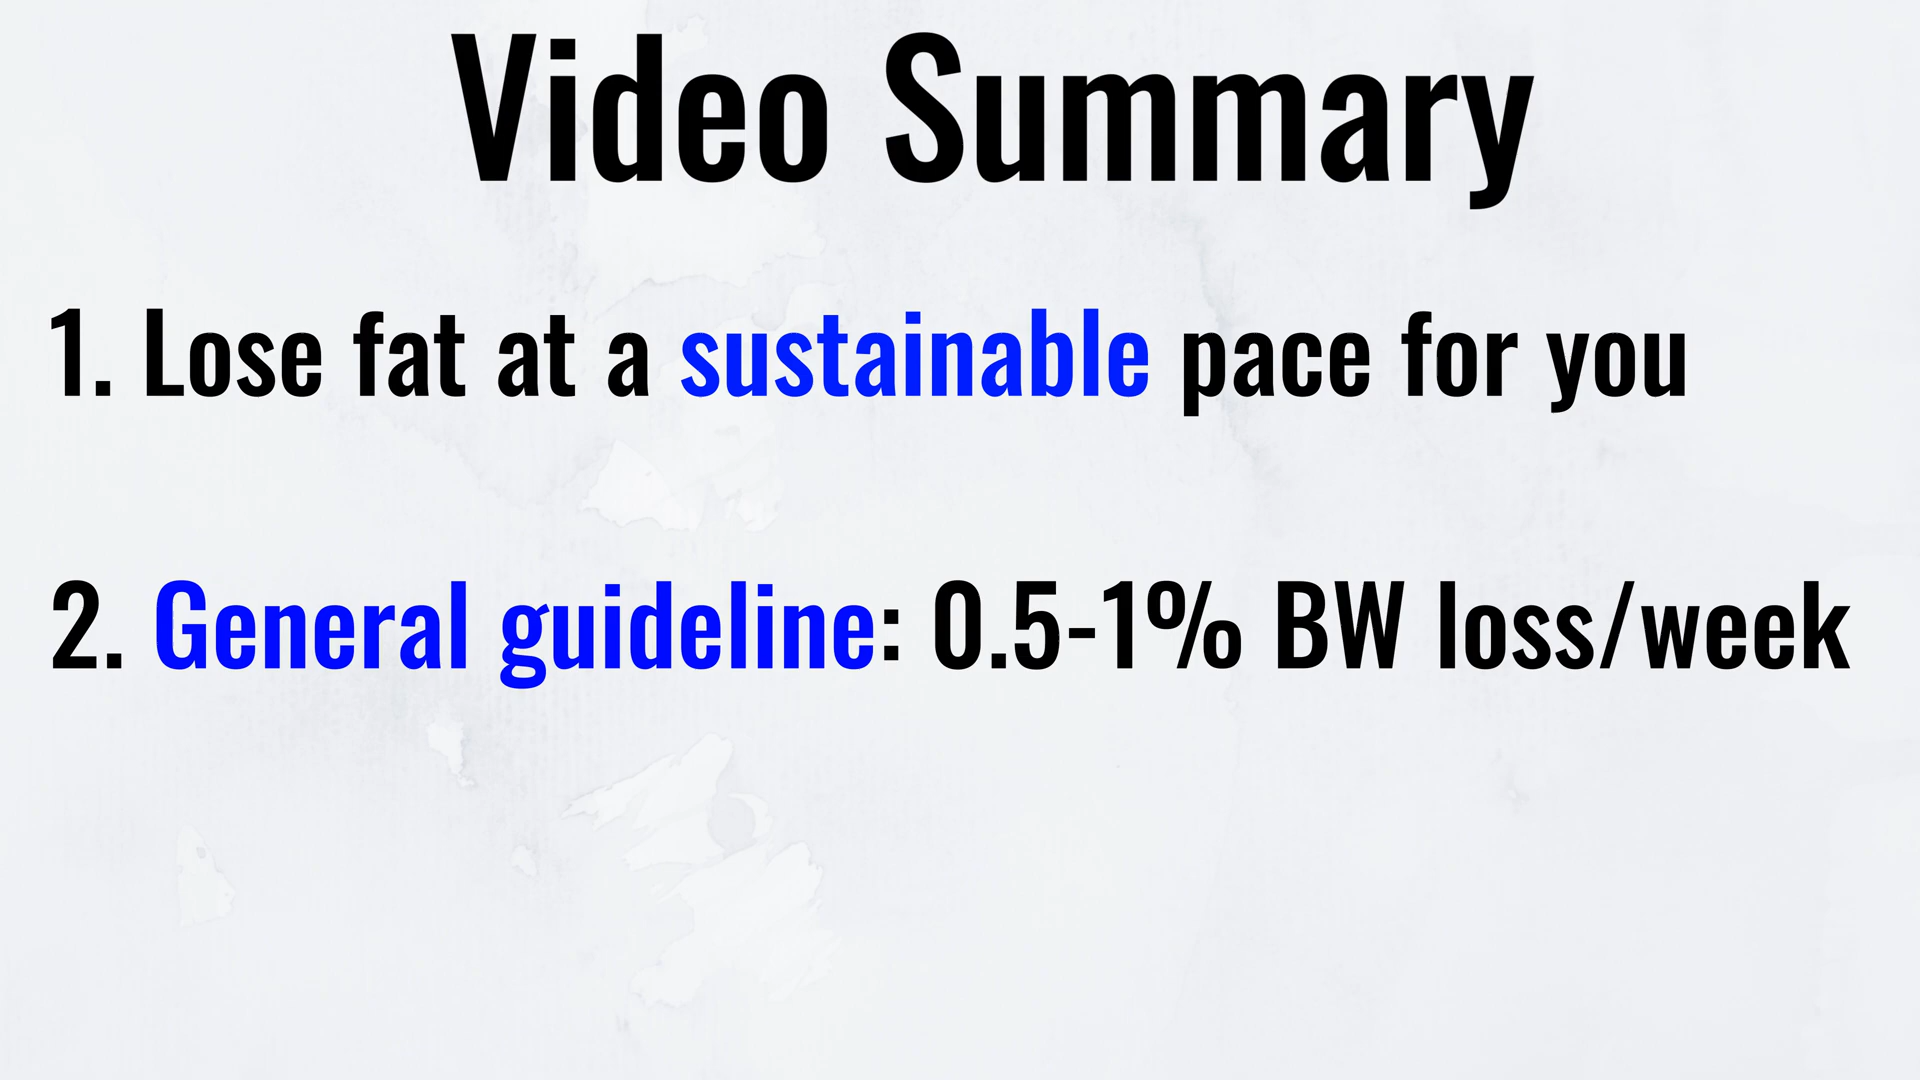 Video Summary
1. Lose fat at a sustainable pace for you
2. General guideline: 0.5-1% BW loss/week